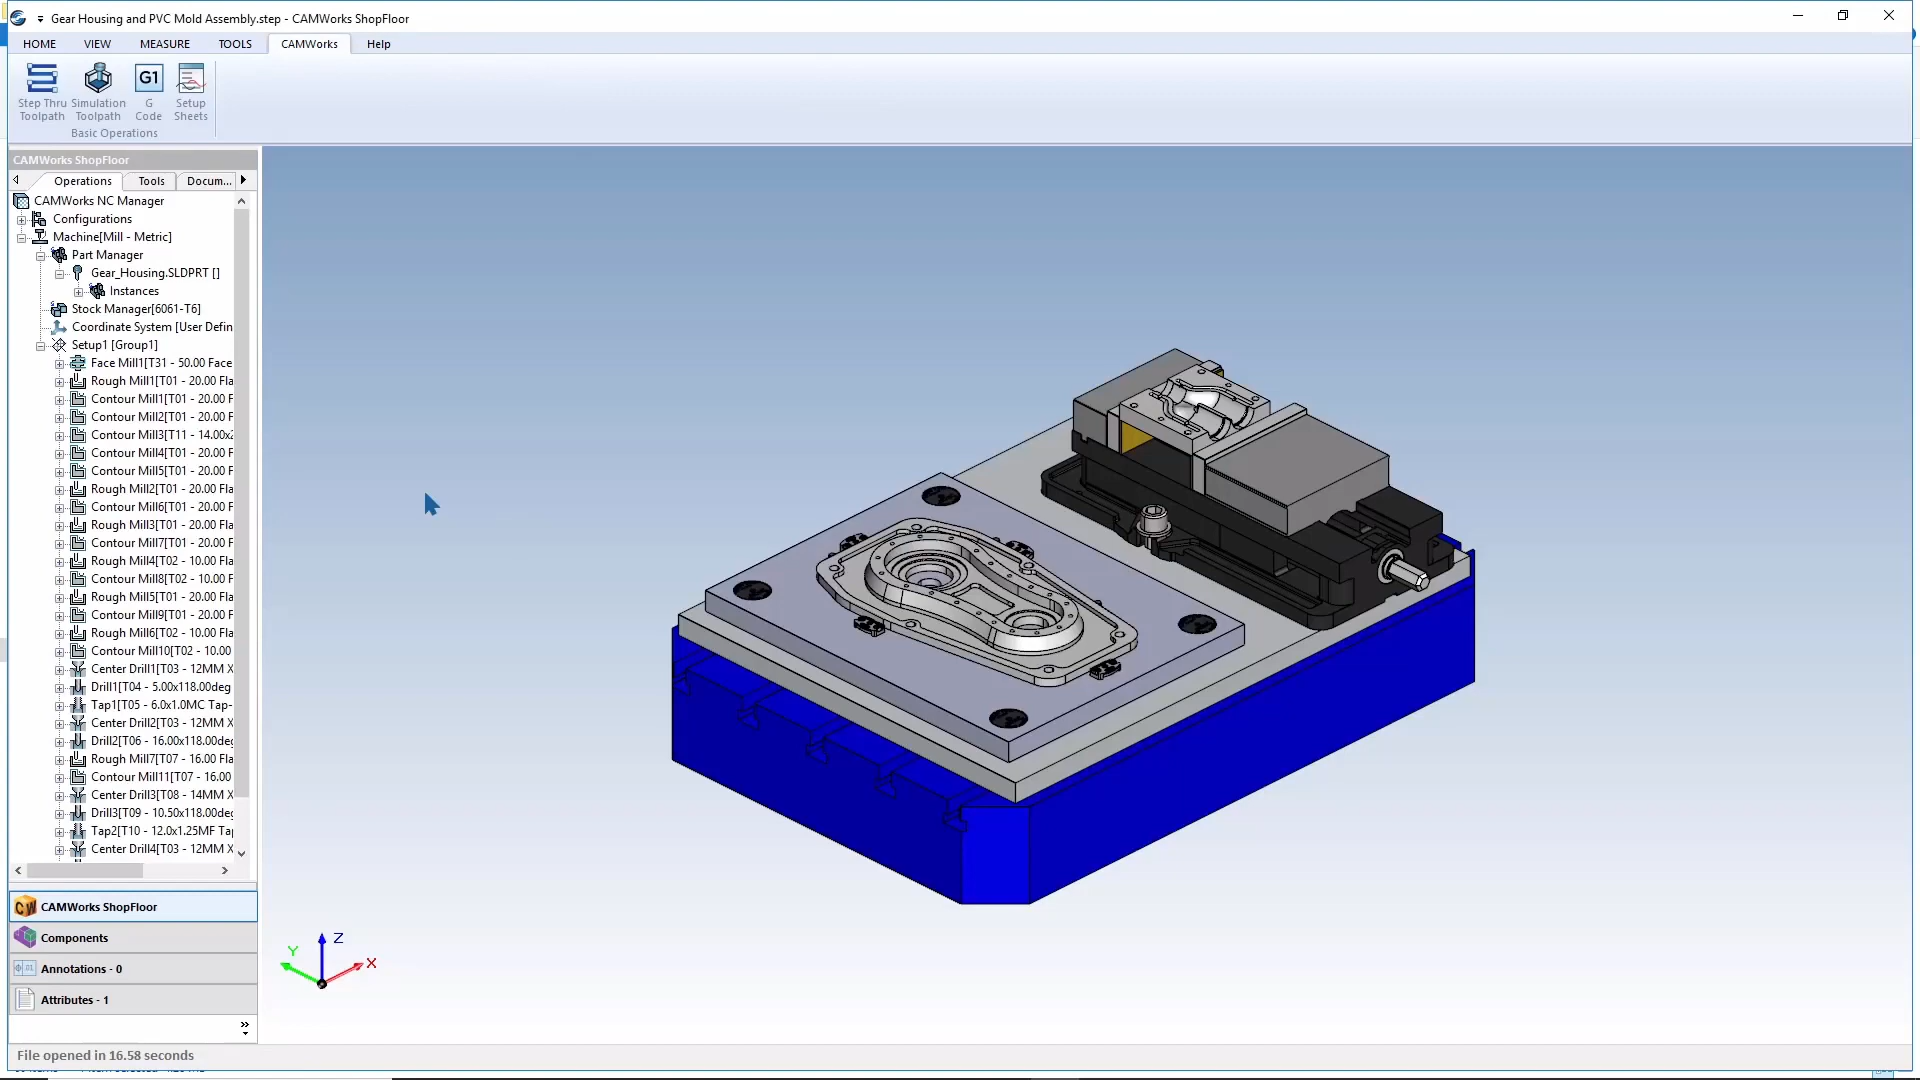 Gear Housing and PVC Mold Assembly.step - CAMWorks ShopFloor
HOME VIEW MEASURE TOOLS CAMWorks Help
Step Thru Toolpath
Simulation Toolpath
G1
G Code
Setup Sheets
Basic Operations
CAMWorks ShopFloor
Operations Tools Docum...
CAMWorks NC Manager
Configurations
Machine[Mill - Metric]
Part Manager
Gear_Housing.SLDPRT []
Instances
Stock Manager[6061-T6]
Coordinate System [User Defin
Setup1 [Group1]
Face Mill1[T31 - 50.00 Face
Rough Mill1[T01 - 20.00 Fla
Contour Mill1[T01 - 20.00 F
Contour Mill2[T01 - 20.00 F
Contour Mill3[T11 - 14.00x2
Contour Mill4[T01 - 20.00 F
Contour Mill5[T01 - 20.00 F
Rough Mill2[T01 - 20.00 Fla
Contour Mill6[T01 - 20.00 F
Rough Mill3[T01 - 20.00 Fla
Contour Mill7[T01 - 20.00 F
Rough Mill4[T02 - 10.00 Fla
Contour Mill8[T02 - 10.00 F
Rough Mill5[T01 - 20.00 Fla
Contour Mill9[T01 - 20.00 F
Rough Mill6[T02 - 10.00 Fla
Contour Mill10[T02 - 10.00
Center Drill1[T03 - 12MM X
Drill1[T04 - 5.00x118.00deg
Tap1[T05 - 6.0x1.0MC Tap-
Center Drill2[T03 - 12MM X
Drill2[T06 - 16.00x118.00deg
Rough Mill7[T07 - 16.00 Fla
Contour Mill11[T07 - 16.00
Center Drill3[T08 - 14MM X
Drill3[T09 - 10.50x118.00deg
Tap2[T10 - 12.0x1.25MF Tap
Center Drill4[T03 - 12MM X
CAMWorks ShopFloor
Components
Annotations - 0
Attributes - 1
Z
Y
X
File opened in 16.58 seconds